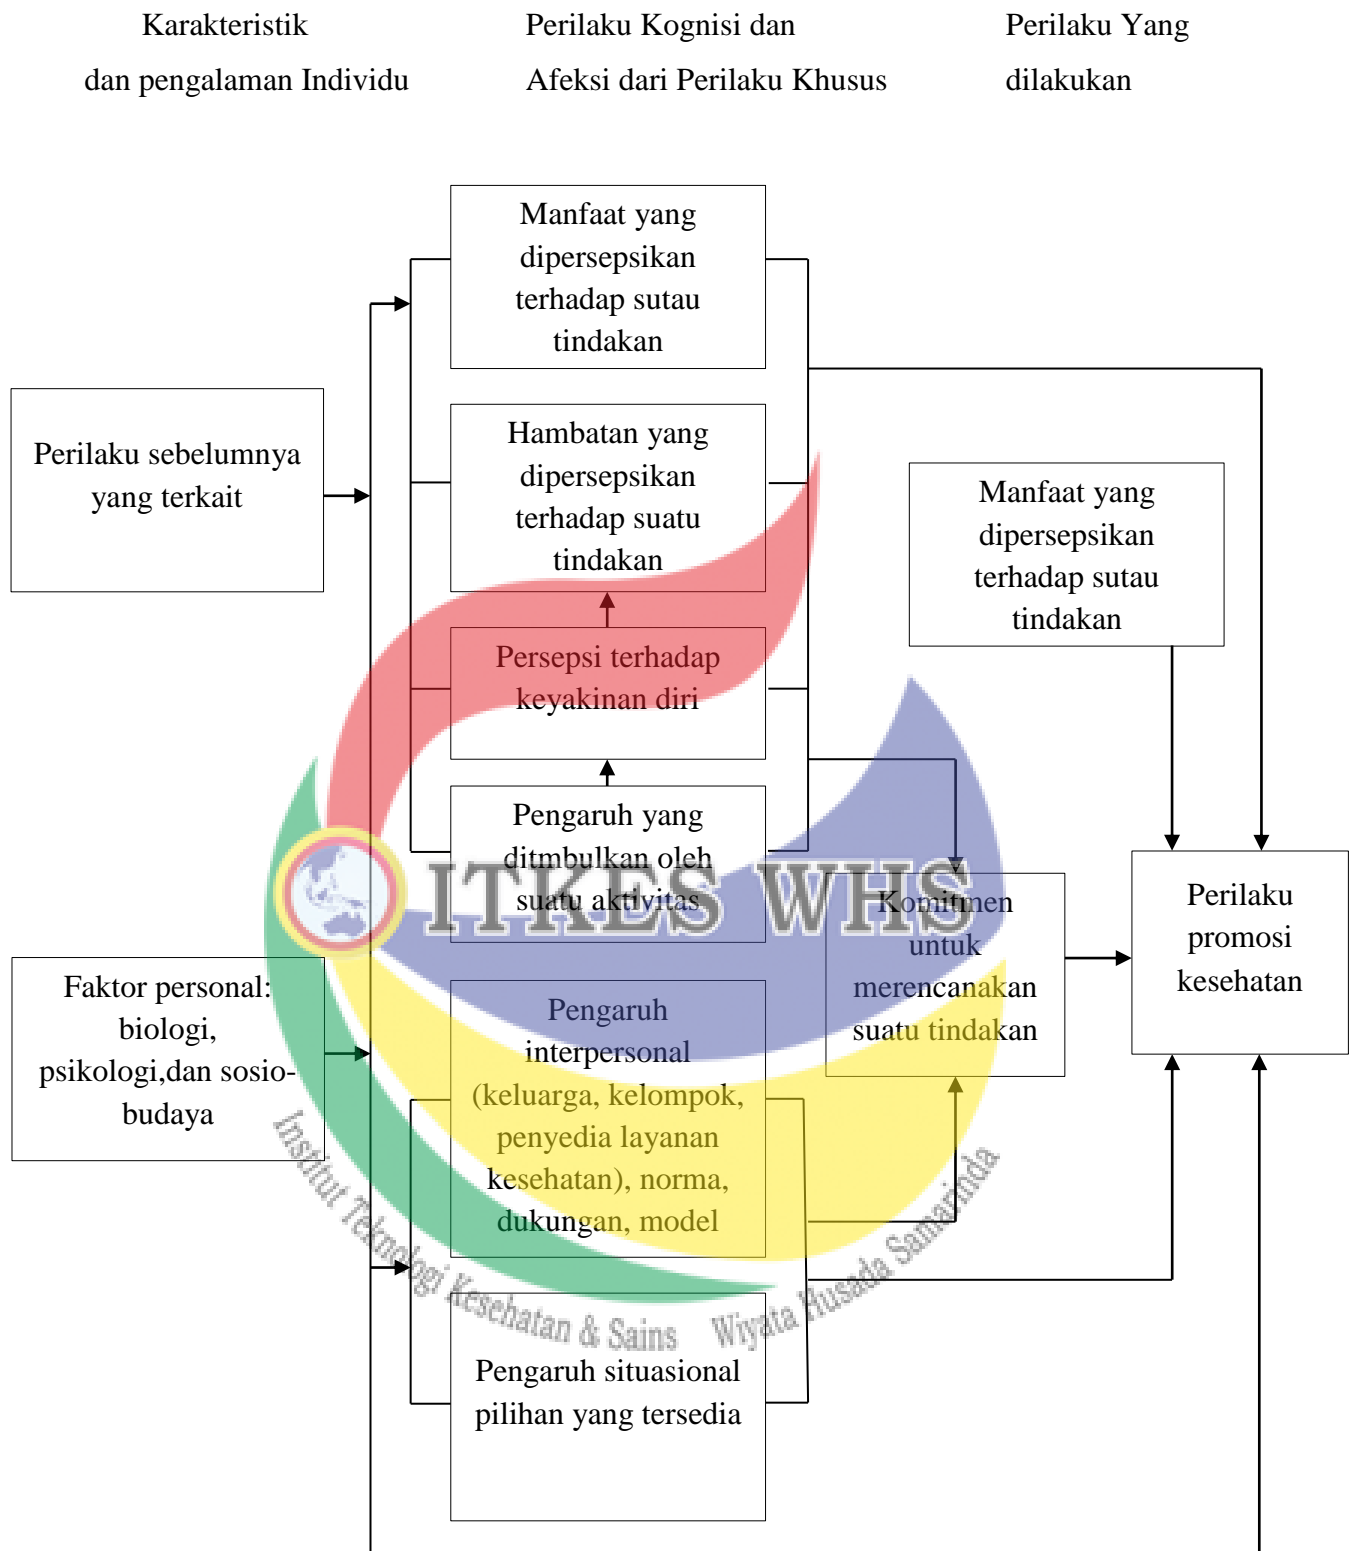 Karakteristik
dan pengalaman Individu
Perilaku Kognisi dan
Afeksi dari Perilaku Khusus
Perilaku Yang
dilakukan
Manfaat yang
dipersepsikan
terhadap sutau
tindakan
Perilaku sebelumnya
yang terkait
Hambatan yang
dipersepsikan
terhadap suatu
tindakan
Manfaat yang
dipersepsikan
terhadap sutau
tindakan
Persepsi terhadap
keyakinan diri
Pengaruh yang
ditmbulkan oleh
suatu aktivitas
ITKES WHS
Komitmen
untuk
merencanakan
suatu tindakan
Perilaku
promosi
kesehatan
Faktor personal:
biologi,
psikologi,dan sosio-
budaya
Pengaruh
interpersonal
(keluarga, kelompok,
penyedia layanan
kesehatan), norma,
dukungan, model
Institut Teknologi Kesehatan & Sains Wiyata Husada Samarinda
Pengaruh situasional
pilihan yang tersedia